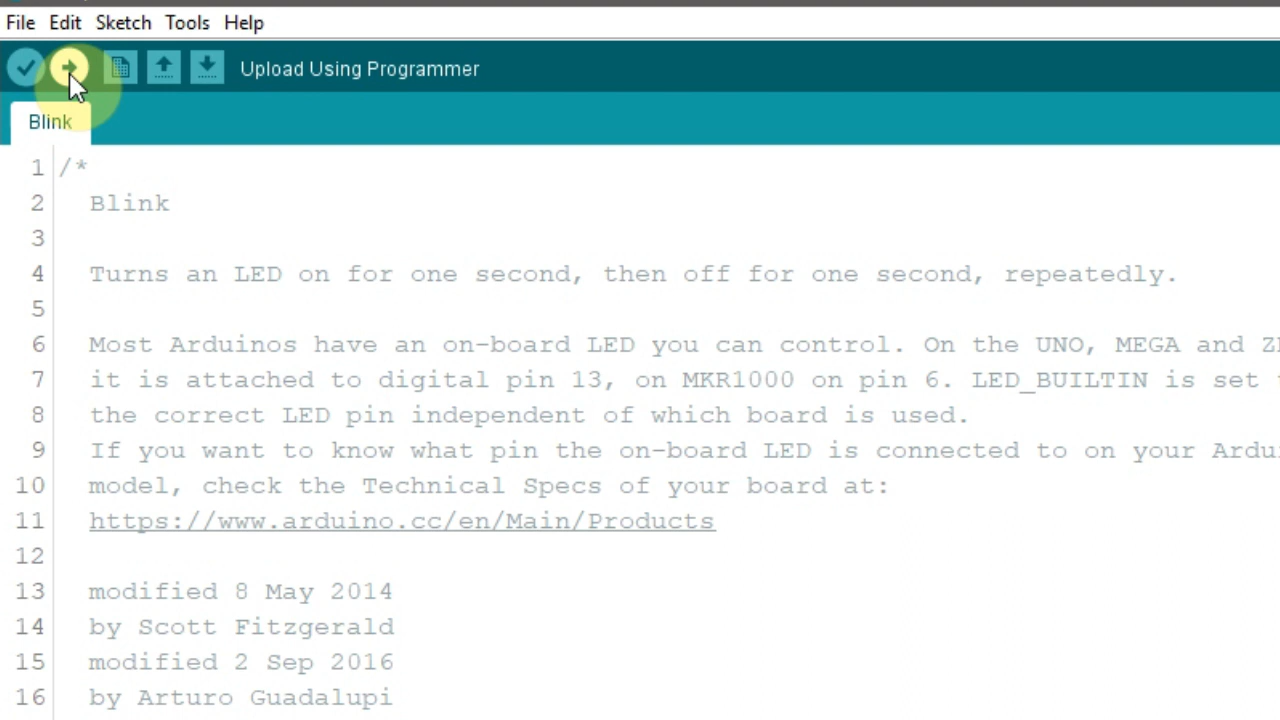 File Edit Sketch Tools Help
Upload Using Programmer
Blink
1 /*
2 Blink
3
4 Turns an LED on for one second, then off for one second, repeatedly.
5
6 Most Arduinos have an on-board LED you can control. On the UNO, MEGA and
7 it is attached to digital pin 13, on MKR1000 on pin 6. LED_BUILTIN is set
8 the correct LED pin independent of which board is used.
9 If you want to know what pin the on-board LED is connected to on your
10 model, check the Technical Specs of your board at:
11 https://www.arduino.cc/en/Main/Products
12
13 modified 8 May 2014
14 by Scott Fitzgerald
15 modified 2 Sep 2016
16 by Arturo Guadalupi